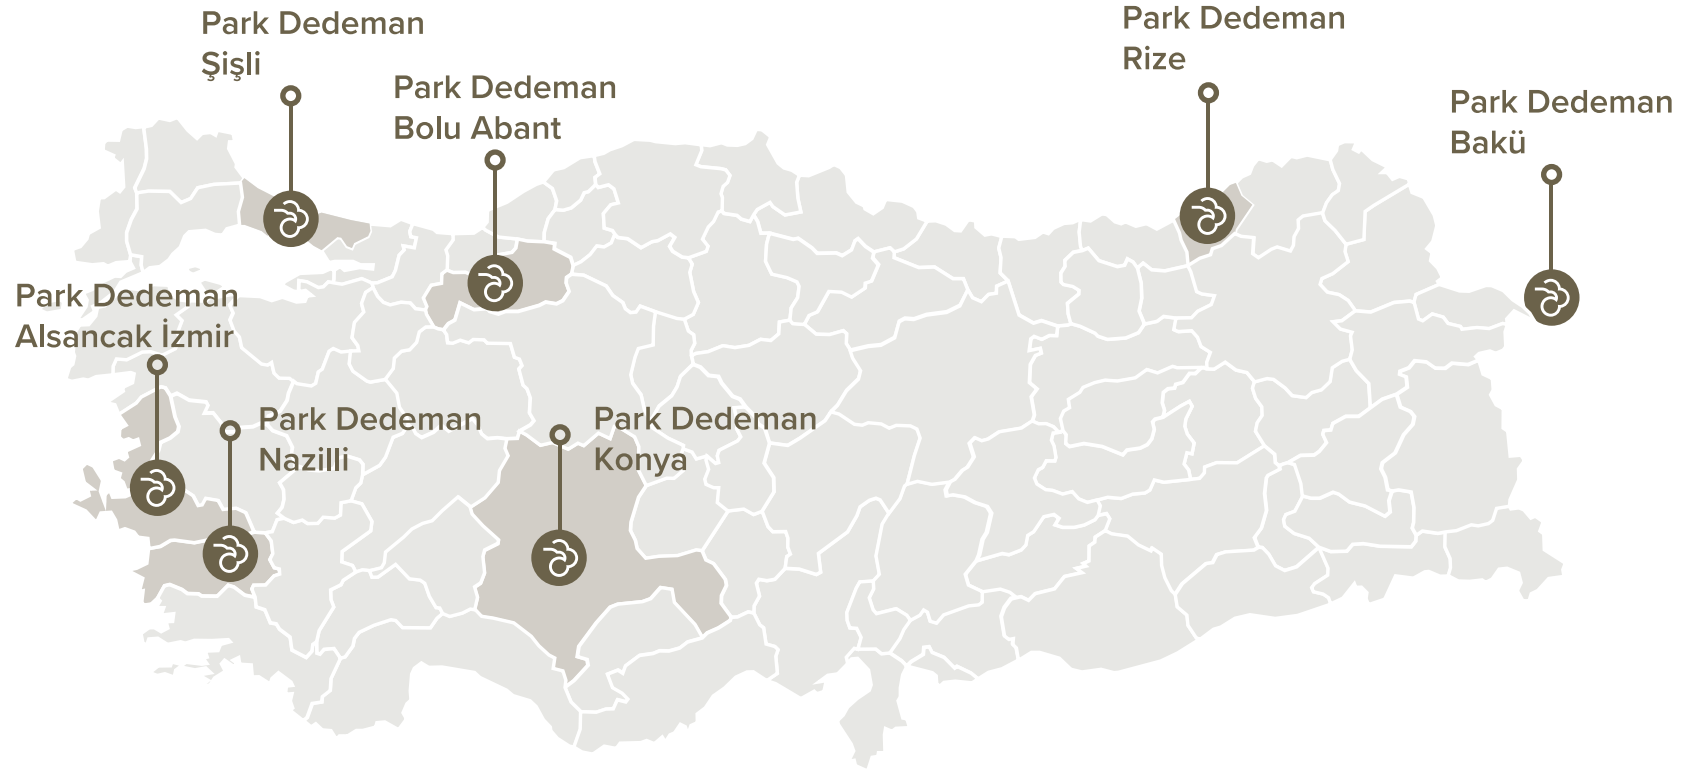 Park Dedeman
Şişli
Park Dedeman
Bolu Abant
Park Dedeman
Rize
Park Dedeman
Bakü
Park Dedeman
Alsancak İzmir
Park Dedeman
Nazilli
Park Dedeman
Konya